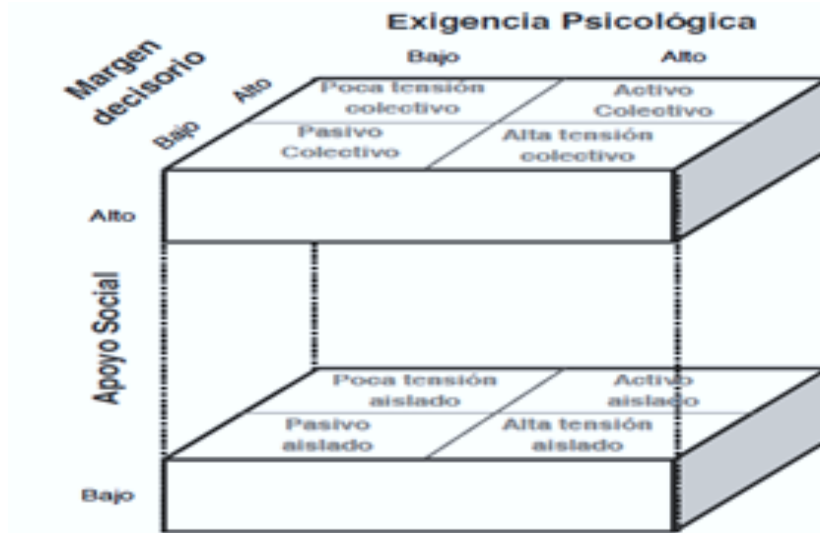 Exigencia Psicológica
Bajo Alto
Margen
decisorio
Alto
Bajo
Poca tensión
colectivo
Activo
Colectivo
Pasivo
Colectivo
Alta tensión
colectivo
Alto
Apoyo Social
Poca tensión
aislado
Activo
aislado
Pasivo
aislado
Alta tensión
aislado
Bajo